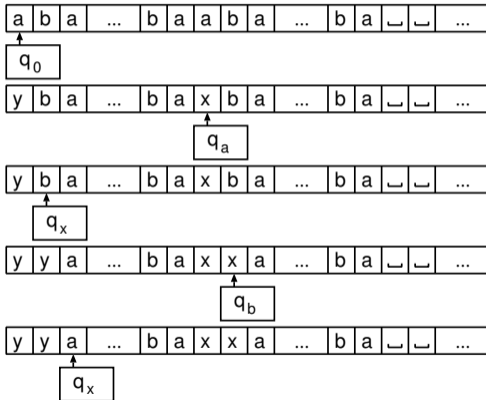 a b a ... b a a b a ... b a ␣ ␣ ...
q0
y b a ... b a x b a ... b a ␣ ␣ ...
qa
y b a ... b a x b a ... b a ␣ ␣ ...
qx
y y a ... b a x x a ... b a ␣ ␣ ...
qb
y y a ... b a x x a ... b a ␣ ␣ ...
qx